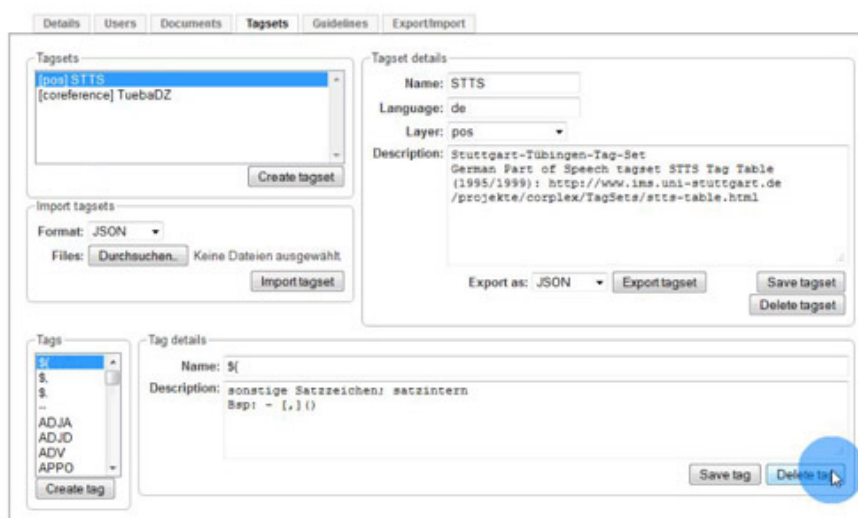 Details Users Documents Tagsets Guidelines Export/Import
Tagsets
[pos] STTS
[coreference] TuebaDZ
Create tagset
Import tagsets
Format: JSON
Files: Durchsuchen.. Keine Dateien ausgewählt.
Import tagset
Tagset details
Name: STTS
Language: de
Layer: pos
Description: Stuttgart-Tübingen-Tag-Set
German Part of Speech tagset STTS Tag Table
(1995/1999): http://www.ims.uni-stuttgart.de
/projekte/corplex/TagSets/stts-table.html
Export as: JSON Export tagset Save tagset
Delete tagset
Tags
$(
$,
$.
--
ADJA
ADJD
ADV
APPO
Create tag
Tag details
Name: $(
Description: sonstige Satzzeichen; satzintern
Bsp: - [,]()
Save tag Delete tag